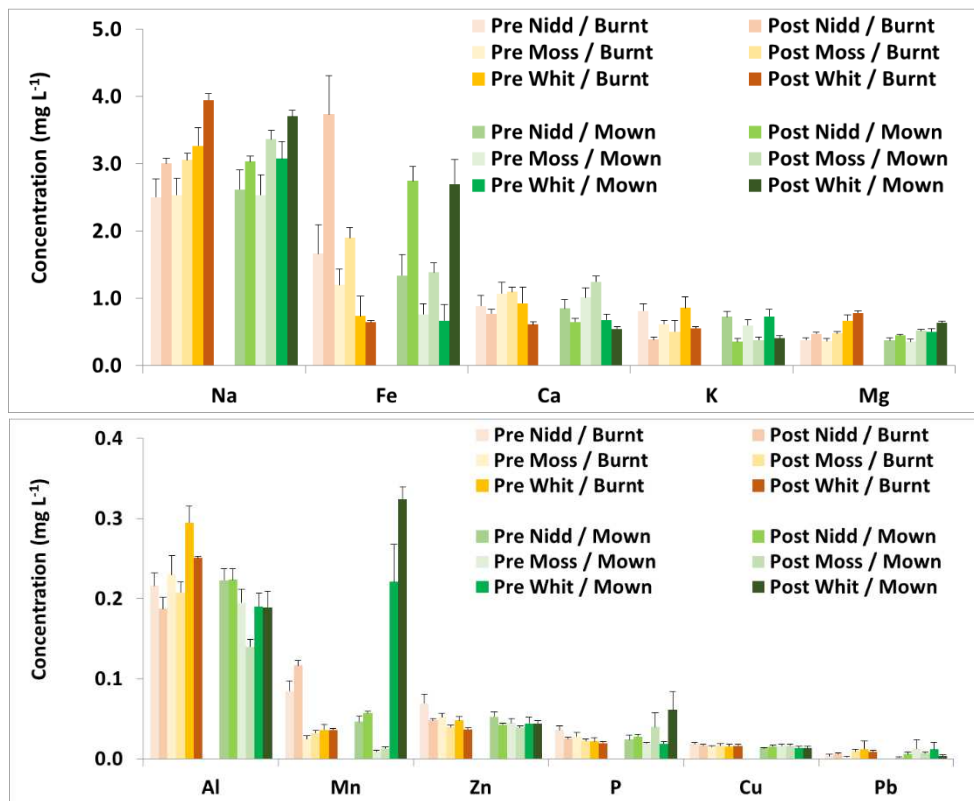 5.0
4.0
3.0
2.0
1.0
0.0
Concentration (mg L-1)
Pre Nidd / Burnt Post Nidd / Burnt
Pre Moss / Burnt Post Moss / Burnt
Pre Whit / Burnt Post Whit / Burnt
Pre Nidd / Mown Post Nidd / Mown
Pre Moss / Mown Post Moss / Mown
Pre Whit / Mown Post Whit / Mown
Na Fe Ca K Mg
0.4
0.3
0.2
0.1
0.0
Concentration (mg L-1)
Pre Nidd / Burnt Post Nidd / Burnt
Pre Moss / Burnt Post Moss / Burnt
Pre Whit / Burnt Post Whit / Burnt
Pre Nidd / Mown Post Nidd / Mown
Pre Moss / Mown Post Moss / Mown
Pre Whit / Mown Post Whit / Mown
Al Mn Zn P Cu Pb